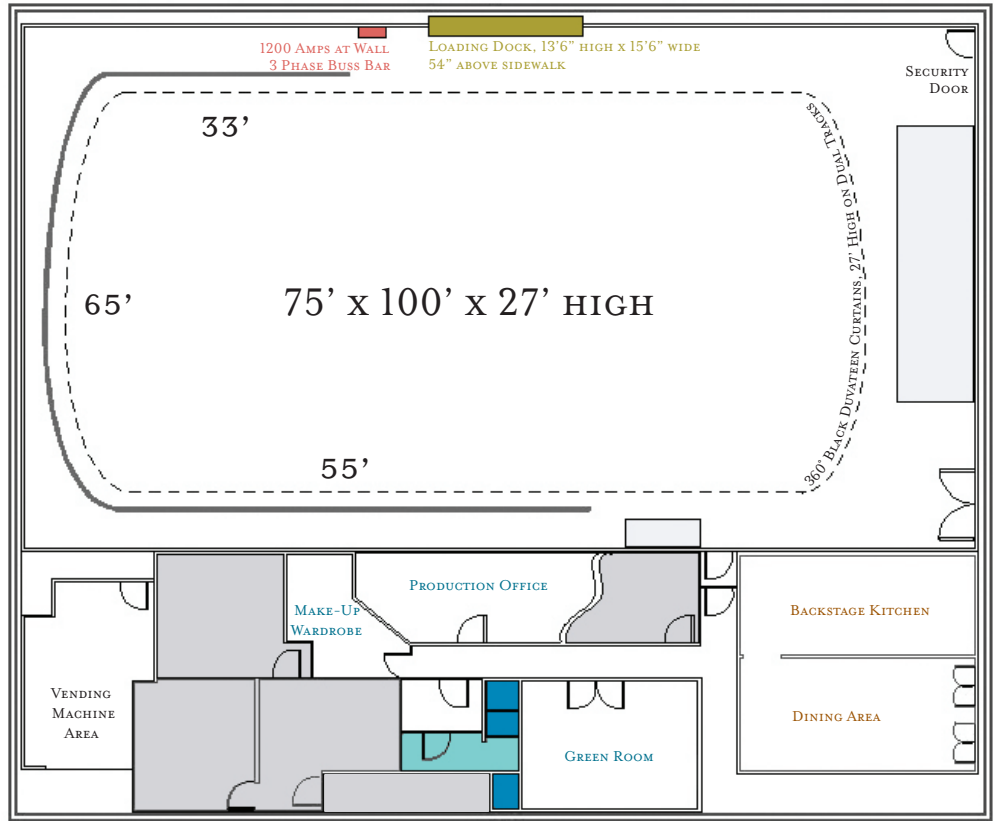 1200 Amps at Wall
3 Phase Buss Bar
Loading Dock, 13'6” high x 15'6” wide
54” above sidewalk
Security
Door
33’
360° Black Duvateen Curtains, 27' High on Dual Tracks
65’
75’ x 100’ x 27’ high
55’
Production Office
Make-Up
Wardrobe
Backstage Kitchen
Vending
Machine
Area
Dining Area
Green Room